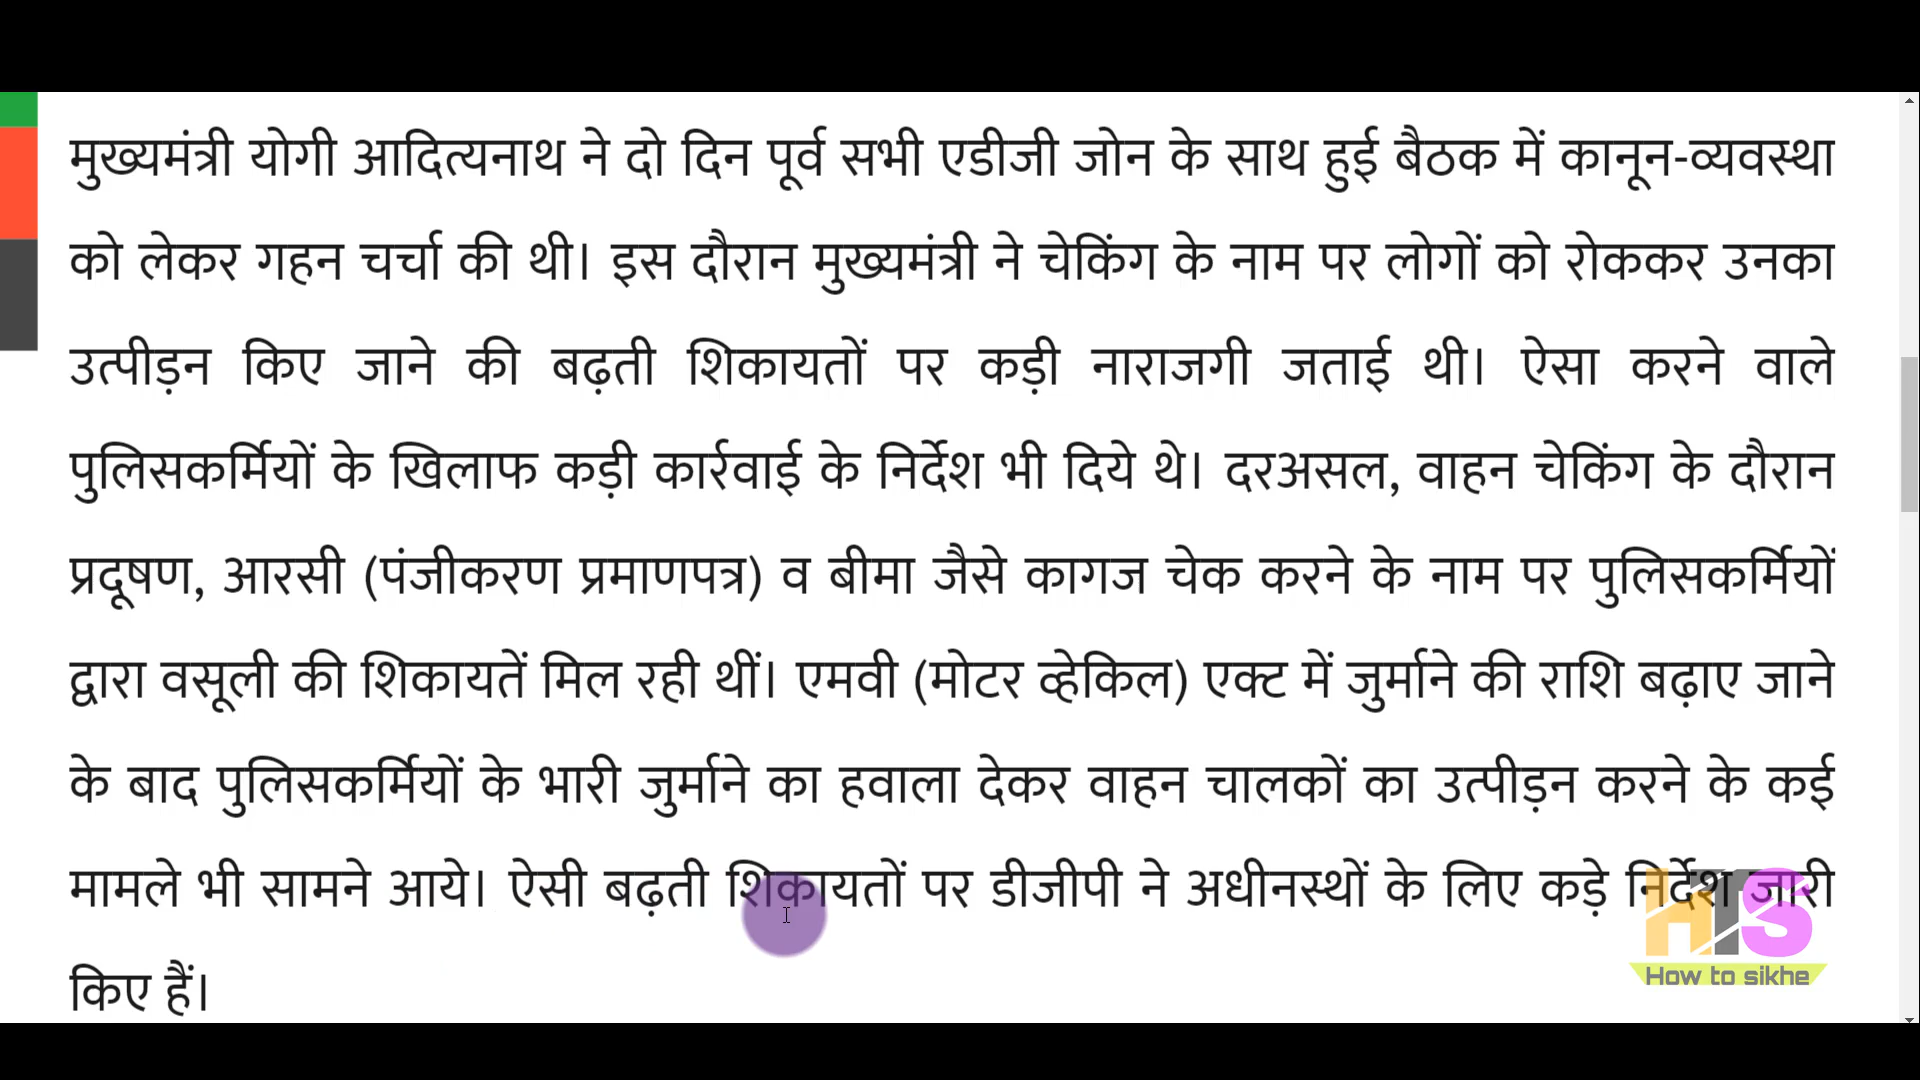 मुख्यमंत्री योगी आदित्यनाथ ने दो दिन पूर्व सभी एडीजी जोन के साथ हुई बैठक में कानून-व्यवस्था
को लेकर गहन चर्चा की थी। इस दौरान मुख्यमंत्री ने चेकिंग के नाम पर लोगों को रोककर उनका
उत्पीड़न किए जाने की बढ़ती शिकायतों पर कड़ी नाराजगी जताई थी। ऐसा करने वाले
पुलिसकर्मियों के खिलाफ कड़ी कार्रवाई के निर्देश भी दिये थे। दरअसल, वाहन चेकिंग के दौरान
प्रदूषण, आरसी (पंजीकरण प्रमाणपत्र) व बीमा जैसे कागज चेक करने के नाम पर पुलिसकर्मियों
द्वारा वसूली की शिकायतें मिल रही थीं। एमवी (मोटर व्हेकिल) एक्ट में जुर्माने की राशि बढ़ाए जाने
के बाद पुलिसकर्मियों के भारी जुर्माने का हवाला देकर वाहन चालकों का उत्पीड़न करने के कई
मामले भी सामने आये। ऐसी बढ़ती शिकायतों पर डीजीपी ने अधीनस्थों के लिए कड़े निर्देश जारी
किए हैं।
HTS
How to sikhe